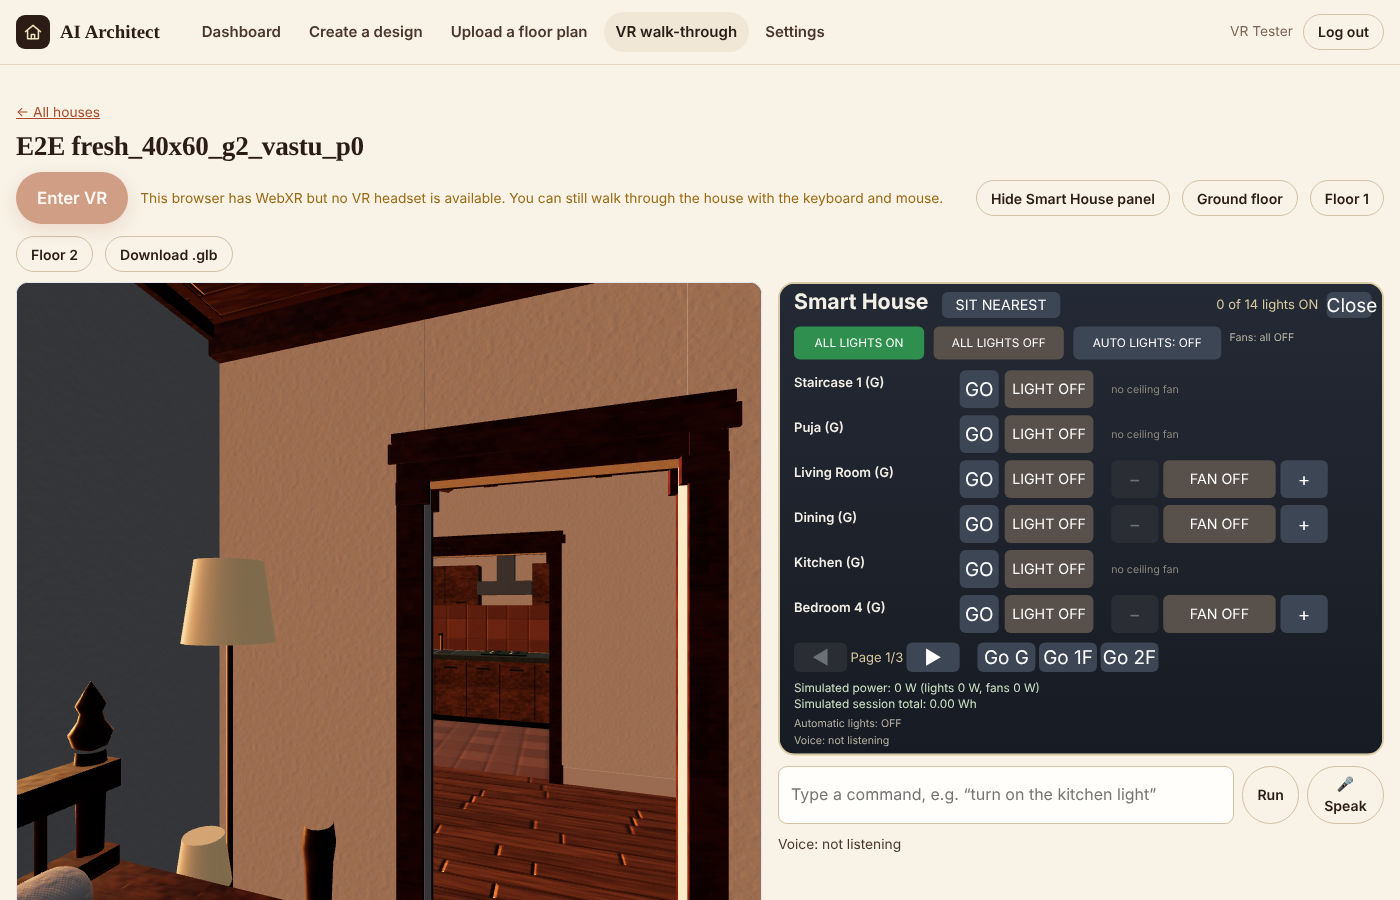 AI Architect
Dashboard
Create a design
Upload a floor plan
VR walk-through
Settings
VR Tester
Log out
← All houses
E2E fresh_40x60_g2_vastu_p0
Enter VR
This browser has WebXR but no VR headset is available. You can still walk through the house with the keyboard and mouse.
Hide Smart House panel
Ground floor
Floor 1
Floor 2
Download .glb
Smart House
SIT NEAREST
0 of 14 lights ON
Close
ALL LIGHTS ON
ALL LIGHTS OFF
AUTO LIGHTS: OFF
Fans: all OFF
Staircase 1 (G) GO LIGHT OFF no ceiling fan
Puja (G) GO LIGHT OFF no ceiling fan
Living Room (G) GO LIGHT OFF – FAN OFF +
Dining (G) GO LIGHT OFF – FAN OFF +
Kitchen (G) GO LIGHT OFF no ceiling fan
Bedroom 4 (G) GO LIGHT OFF – FAN OFF +
◀ Page 1/3 ▶ Go G Go 1F Go 2F
Simulated power: 0 W (lights 0 W, fans 0 W)
Simulated session total: 0.00 Wh
Automatic lights: OFF
Voice: not listening
Type a command, e.g. “turn on the kitchen light”
Run
🎤
Speak
Voice: not listening